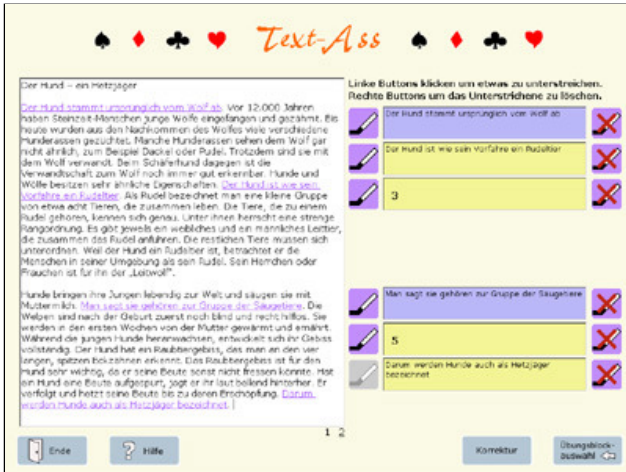 Text-Ass
Der Hund – ein Hetzjäger
Der Hund stammt ursprünglich vom Wolf ab. Vor 12.000 Jahren
haben Steinzeit-Menschen junge Wölfe eingefangen und gezähmt. Bis
heute wurden aus den Nachkommen des Wolfes viele verschiedene
Hunderassen gezüchtet. Manche Hunderassen sehen dem Wolf gar
nicht ähnlich, zum Beispiel Dackel oder Pudel. Trotzdem sind sie mit
dem Wolf verwandt. Beim Schäferhund dagegen ist die
Verwandtschaft zum Wolf noch immer gut erkennbar. Hunde und
Wölfe besitzen sehr ähnliche Eigenschaften. Der Hund ist wie sein
Vorfahre ein Rudeltier. Als Rudel bezeichnet man eine kleine Gruppe
von etwa acht Tieren, die zusammen leben. Die Tiere, die zu einem
Rudel gehören, kennen sich genau. Unter ihnen herrscht eine strenge
Rangordnung. Es gibt jeweils ein weibliches und ein männliches Leittier,
die zusammen das Rudel anführen. Die restlichen Tiere müssen sich
unterordnen. Weil der Hund ein Rudeltier ist, betrachtet er die
Menschen in seiner Umgebung als sein Rudel. Sein Herrchen oder
Frauchen ist für ihn der „Leitwolf".
Hunde bringen ihre Jungen lebendig zur Welt und säugen sie mit
Muttermilch. Man sagt sie gehören zur Gruppe der Säugetiere. Die
Welpen sind nach der Geburt zuerst noch blind und recht hilflos. Sie
werden in den ersten Wochen von der Mutter gewärmt und ernährt.
Während die jungen Hunde heranwachsen, entwickelt sich ihr Gebiss
vollständig. Der Hund hat ein Raubtiergebiss, das man an den vier
langen, spitzen Eckzähnen erkennt. Das Raubtiergebiss ist für den
Hund sehr wichtig, da er seine Beute sonst nicht fressen könnte. Hat
ein Hund eine Beute aufgespürt, jagt er ihr laut bellend hinterher. Er
verfolgt und hetzt seine Beute bis zu deren Erschöpfung. Darum
werden Hunde auch als Hetzjäger bezeichnet.
Linke Buttons klicken um etwas zu unterstreichen.
Rechte Buttons um das Unterstrichene zu löschen.
Der Hund stammt ursprünglich vom Wolf ab
Der Hund ist wie sein Vorfahre ein Rudeltier
3
Man sagt sie gehören zur Gruppe der Säugetiere
5
Darum werden Hunde auch als Hetzjäger
bezeichnet
1 2
Ende
Hilfe
Korrektur
Übungsblock-
auswahl